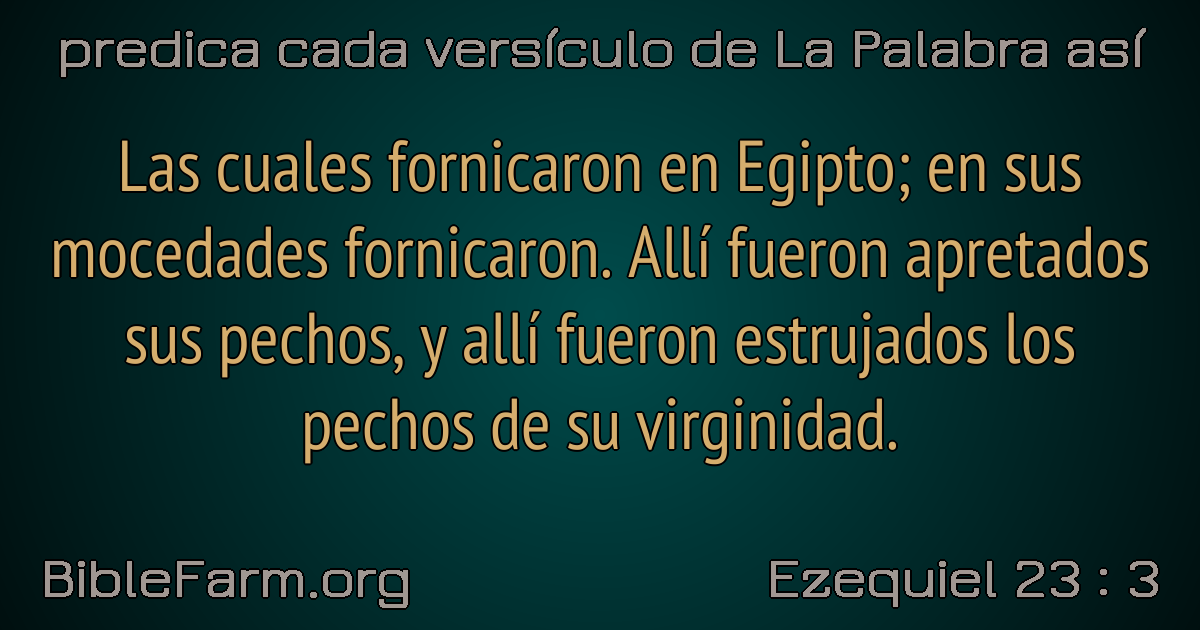 predica cada versículo de La Palabra así
Las cuales fornicaron en Egipto; en sus
mocedades fornicaron. Allí fueron apretados
sus pechos, y allí fueron estrujados los
pechos de su virginidad.
BibleFarm.org
Ezequiel 23 : 3